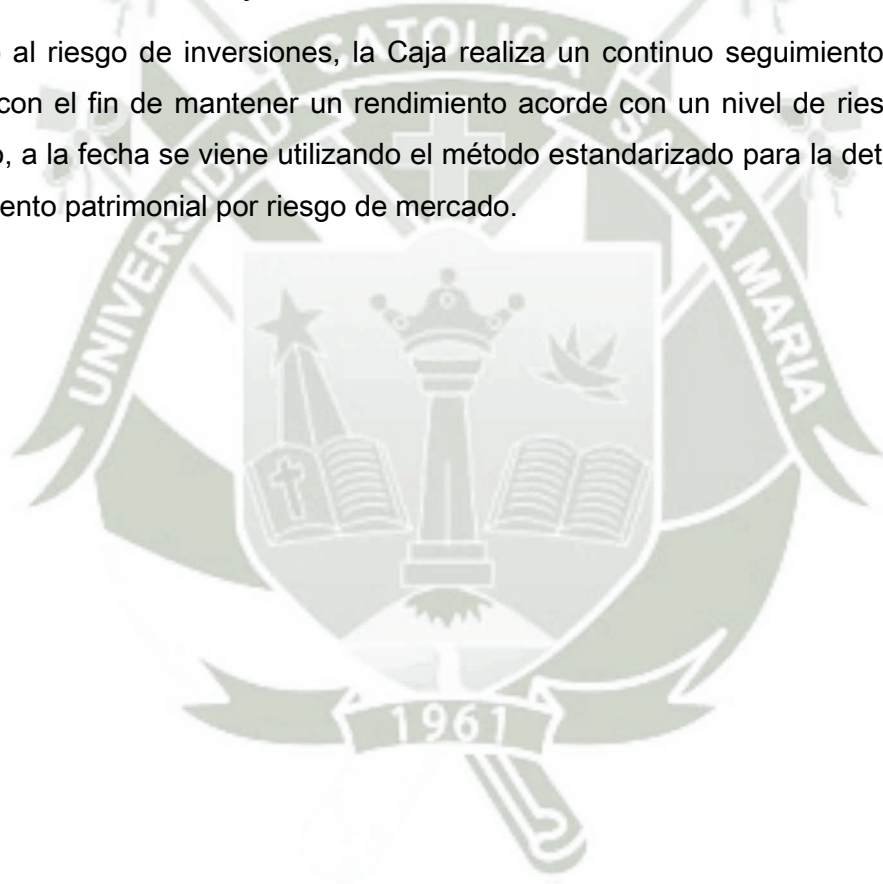 al riesgo de inversiones, la Caja realiza un continuo seguimiento
con el fin de mantener un rendimiento acorde con un nivel de ries
o, a la fecha se viene utilizando el método estandarizado para la det
ento patrimonial por riesgo de mercado.
UNIVERSIDAD CATOLICA SANTA MARIA
1961